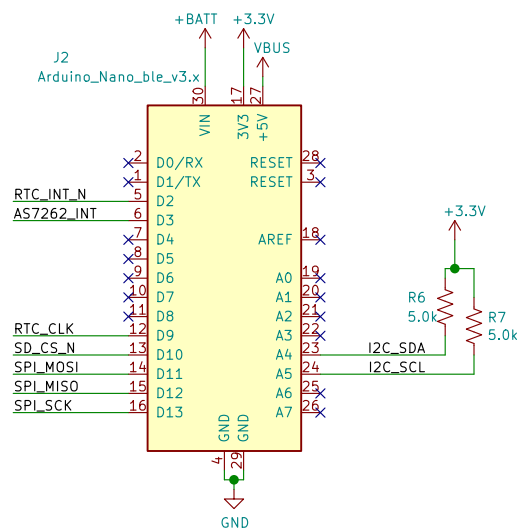 +BATT
+3.3V
J2
VBUS
Arduino_Nano_ble_v3.x
30
17
27
VIN
3V3
+5V
2 D0/RX RESET 28
1 D1/TX RESET 3
RTC_INT_N 5 D2
AS7262_INT 6 D3
+3.3V
7 D4 AREF 18
8 D5
9 D6 A0 19
10 D7 A1 20
R6
11 D8 A2 21
5.0k
R7
RTC_CLK 12 D9 A3 22
5.0k
SD_CS_N 13 D10 A4 23 I2C_SDA
SPI_MOSI 14 D11 A5 24 I2C_SCL
SPI_MISO 15 D12 A6 25
SPI_SCK 16 D13 A7 26
GND
GND
4
29
GND